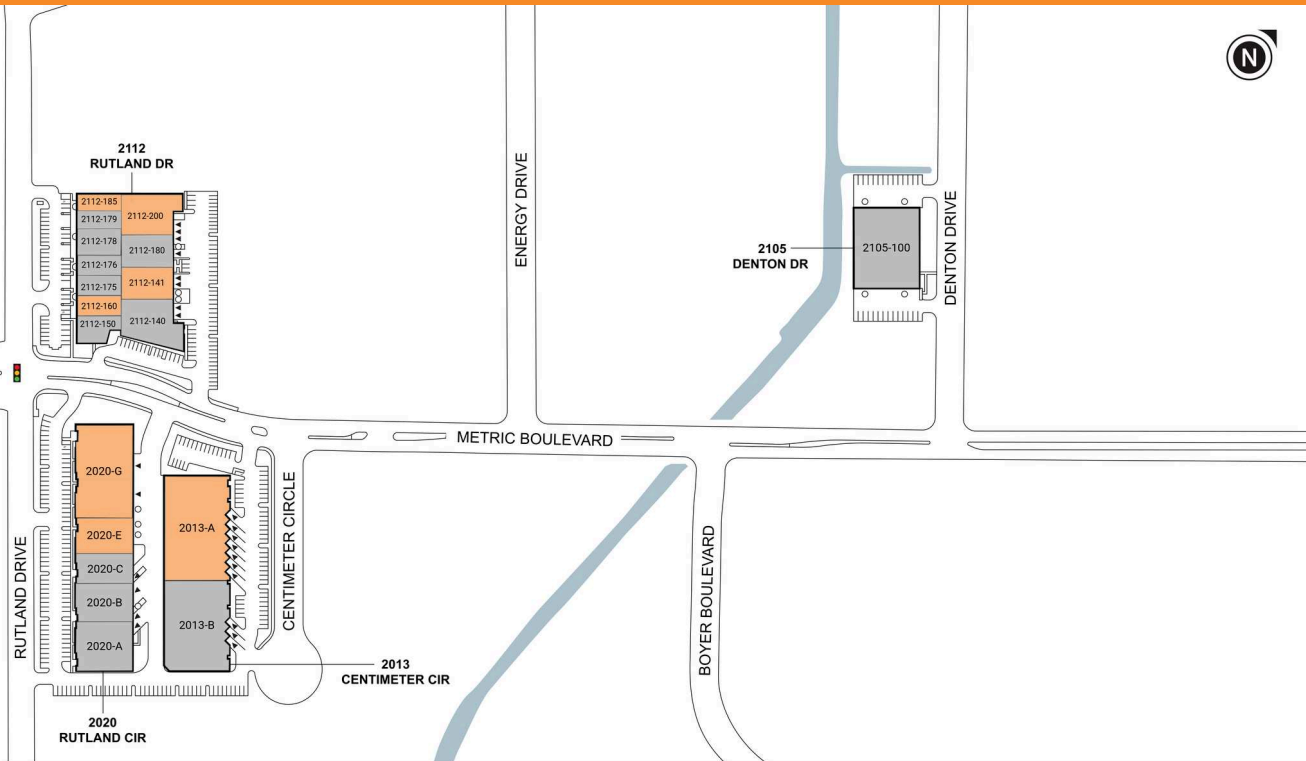 N
2112
RUTLAND DR
2112-185
2112-179
2112-178
2112-176
2112-175
2112-160
2112-150
2112-200
2112-180
2112-141
2112-140
ENERGY DRIVE
2105
DENTON DR
2105-100
DENTON DRIVE
METRIC BOULEVARD
RUTLAND DRIVE
2020-G
2020-E
2020-C
2020-B
2020-A
2013-A
2013-B
CENTIMETER CIRCLE
BOYER BOULEVARD
2013
CENTIMETER CIR
2020
RUTLAND CIR